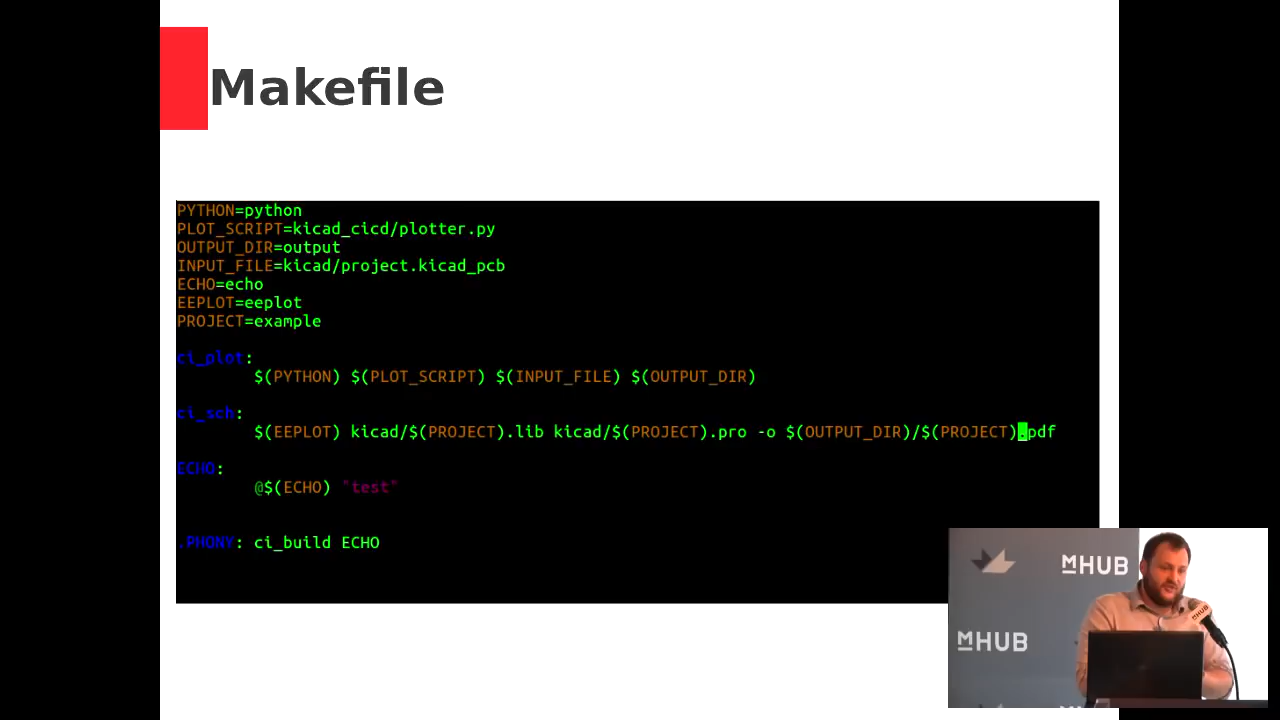 Makefile
PYTHON=python
PLOT_SCRIPT=kicad_cicd/plotter.py
OUTPUT_DIR=output
INPUT_FILE=kicad/project.kicad_pcb
ECHO=echo
EEPLOT=eeplot
PROJECT=example
ci_plot:
$(PYTHON) $(PLOT_SCRIPT) $(INPUT_FILE) $(OUTPUT_DIR)
ci_sch:
$(EEPLOT) kicad/$(PROJECT).lib kicad/$(PROJECT).pro -o $(OUTPUT_DIR)/$(PROJECT).pdf
ECHO:
@$(ECHO) "test"
.PHONY: ci_build ECHO
MHUB
MHUB
MHUB